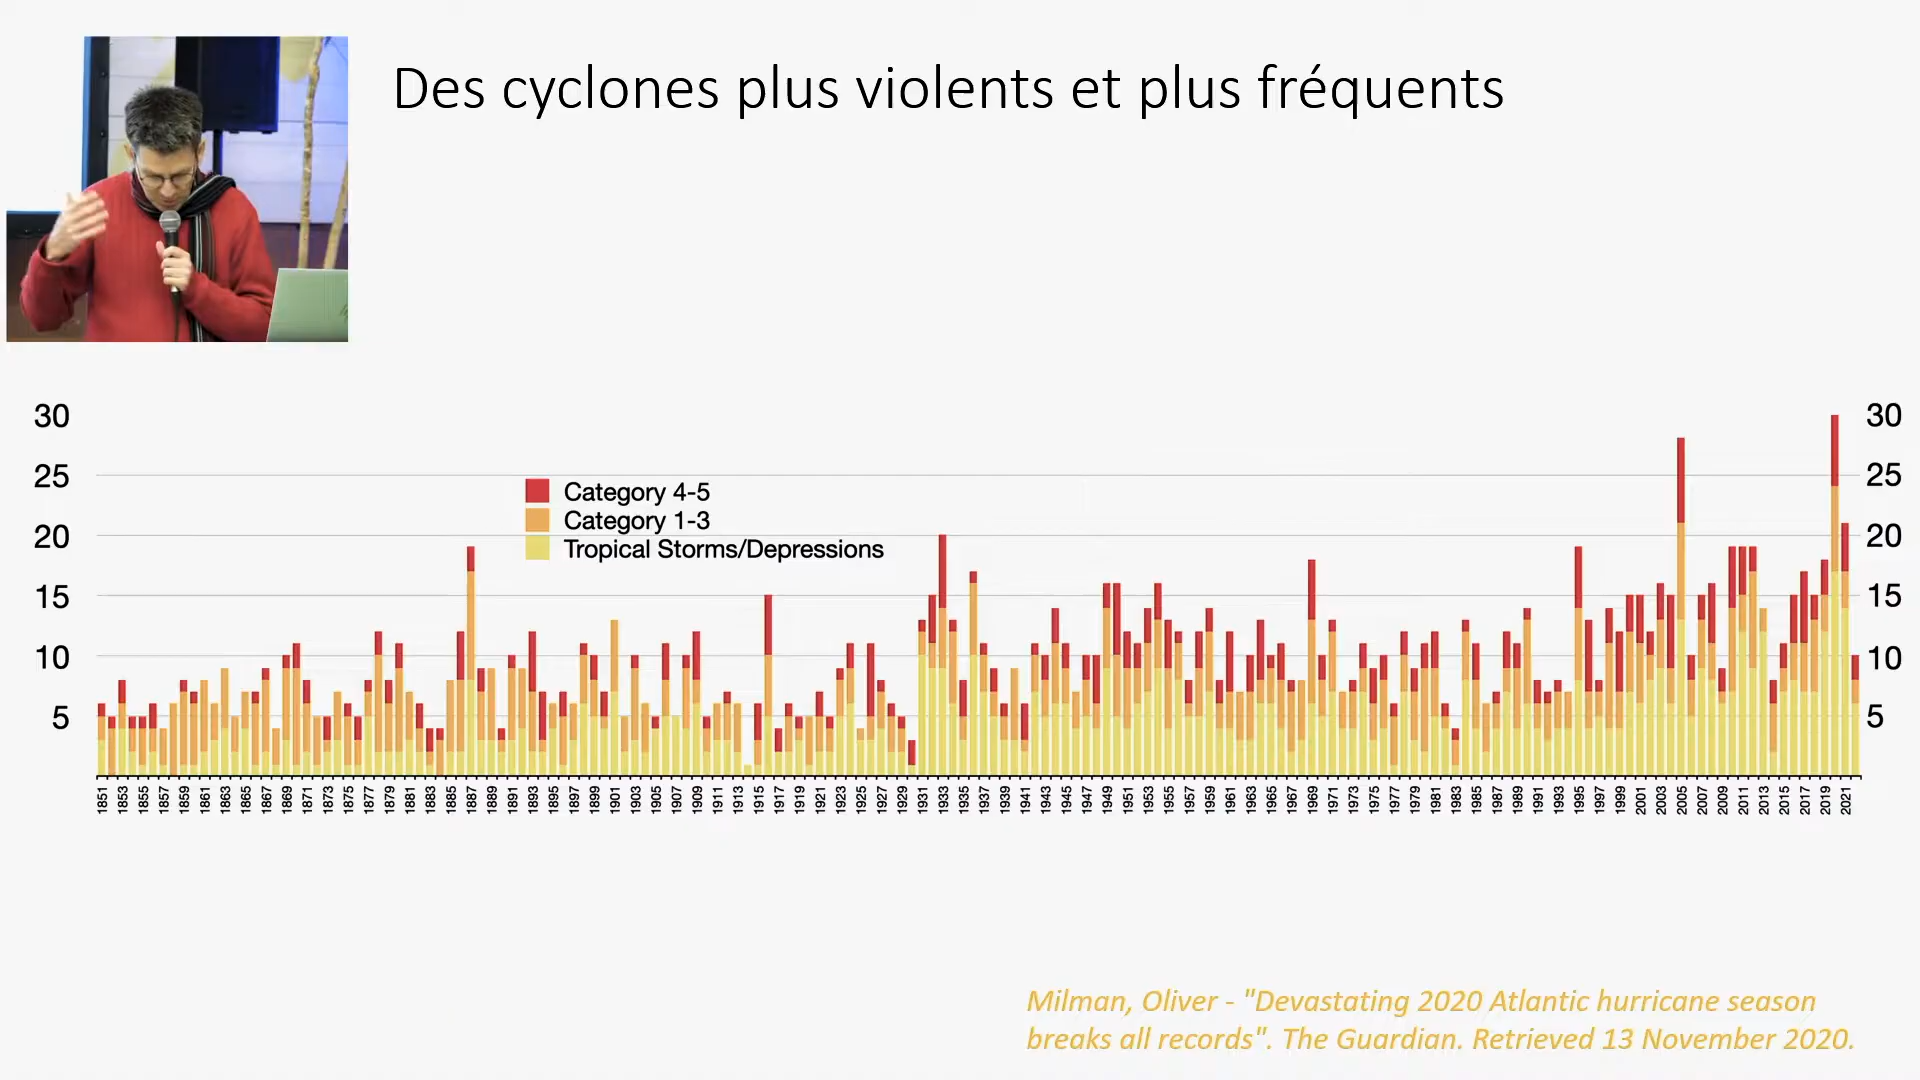 Des cyclones plus violents et plus fréquents
30
25
20
15
10
5
30
25
20
15
10
5
Category 4-5
Category 1-3
Tropical Storms/Depressions
1851 1853 1855 1857 1859 1861 1863 1865 1867 1869 1871 1873 1875 1877 1879 1881 1883 1885 1887 1889 1891 1893 1895 1897 1899 1901 1903 1905 1907 1909 1911 1913 1915 1917 1919 1921 1923 1925 1927 1929 1931 1933 1935 1937 1939 1941 1943 1945 1947 1949 1951 1953 1955 1957 1959 1961 1963 1965 1967 1969 1971 1973 1975 1977 1979 1981 1983 1985 1987 1989 1991 1993 1995 1997 1999 2001 2003 2005 2007 2009 2011 2013 2015 2017 2019 2021
Milman, Oliver - "Devastating 2020 Atlantic hurricane season
breaks all records". The Guardian. Retrieved 13 November 2020.